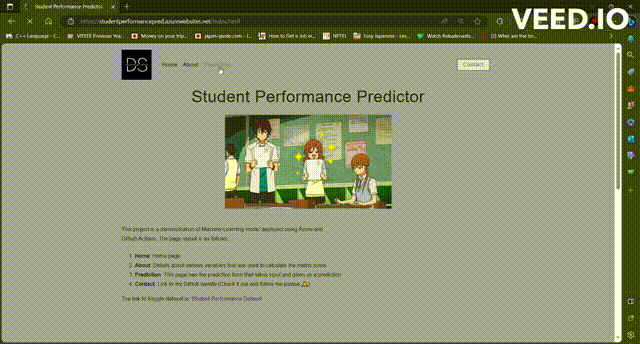 Student Performance Predictor
https://studentperformancepred.azurewebsites.net/index.html
VEED.IO
C++ Language - C
VITEEE Previous Year
Money on your trip
japan-guide.com - J
How to Get a Job in
NPTEL
Easy Japanese - Les
Watch Rokudenashi
(2) What are the bo
DS
Home About Prediction
Contact
Student Performance Predictor
This project is a demonstration of Machine Learning model deployed using Azure and
Github Actions. The page layout is as follows.
1. Home: Home page
2. About: Details about various variables that are used to calculate the maths score
3. Prediction: This page has the prediction form that takes input and gives us a prediction
4. Contact: Link to my Github handle (Check it out and follow me please
The link to Kaggle dataset is: Student Performance Dataset